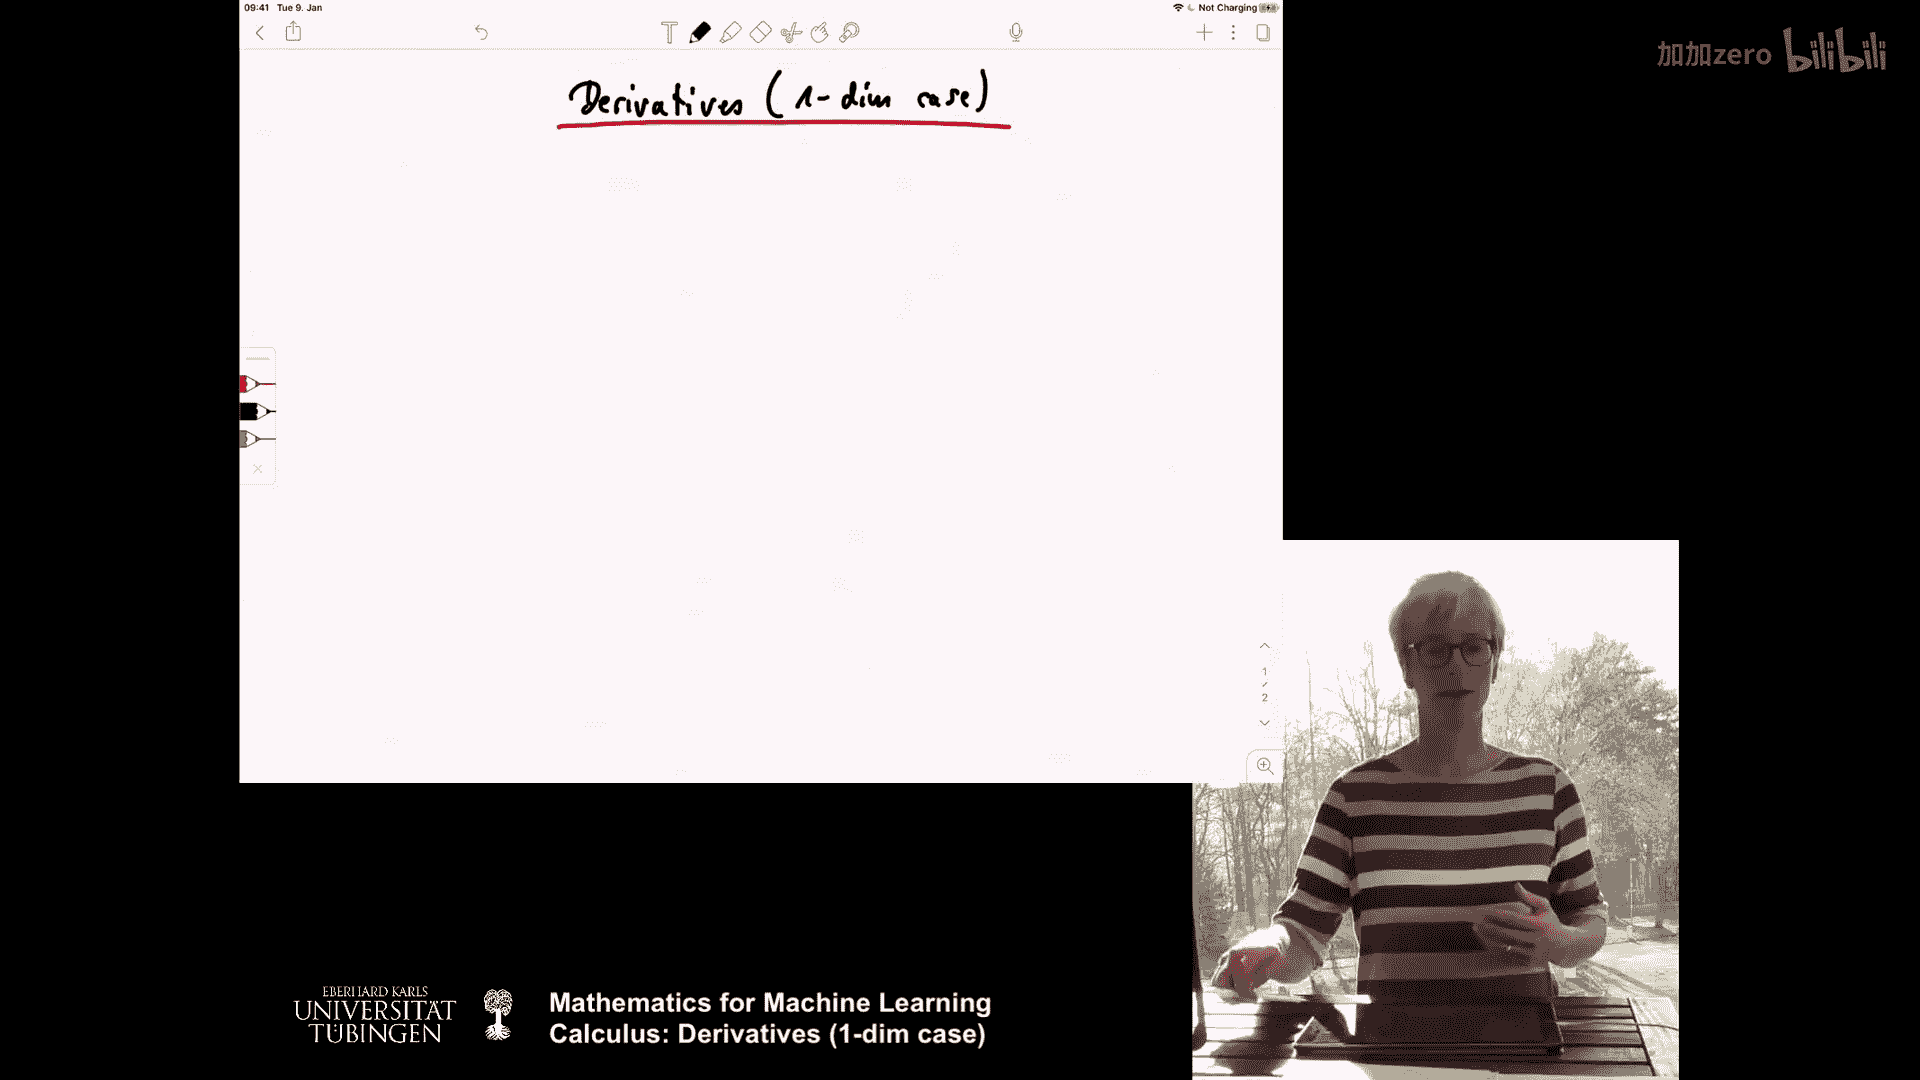 09:41 Tue 9. Jan
Not Charging
加加zero bilibili
Derivatives (1-dim case)
1
2
EBERHARD KARLS
UNIVERSITÄT
TÜBINGEN
Mathematics for Machine Learning
Calculus: Derivatives (1-dim case)